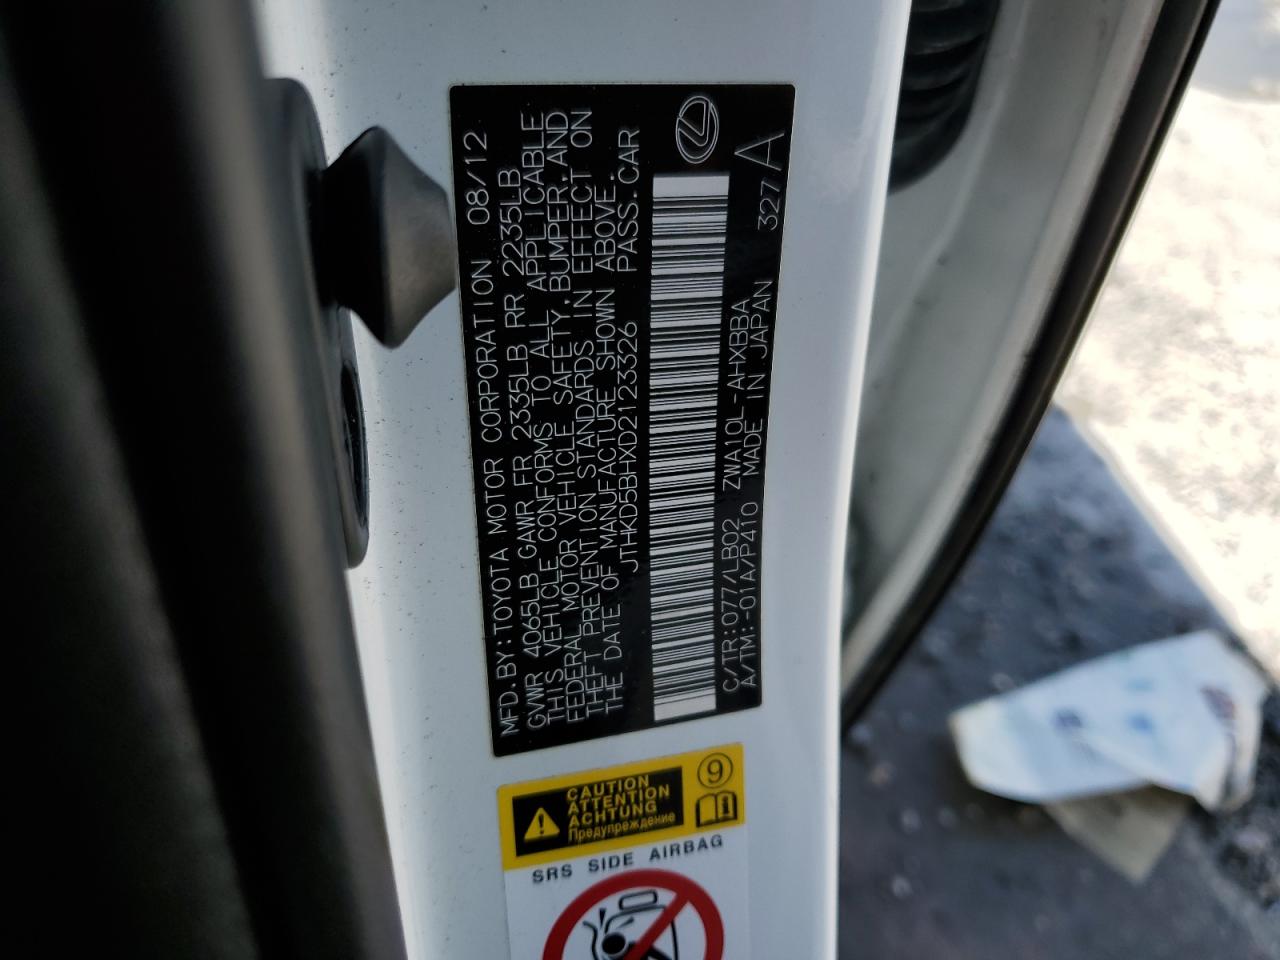 MFD. BY: TOYOTA MOTOR CORPORATION 08/12
GVWR 4065LB GAWR FR 2335LB RR 2235LB
THIS VEHICLE CONFORMS TO ALL APPLICABLE
FEDERAL MOTOR VEHICLE SAFETY, BUMPER, AND
THEFT PREVENTION STANDARDS IN EFFECT ON
THE DATE OF MANUFACTURE SHOWN ABOVE.
JTHKD5BHXD2123326 PASS. CAR
C/TR: 077/LB02 ZWA10L-AHXBBA 327A
A/TM: -01A/P410 MADE IN JAPAN
CAUTION
ATTENTION
ACHTUNG
Предупреждение
9
SRS SIDE AIRBAG